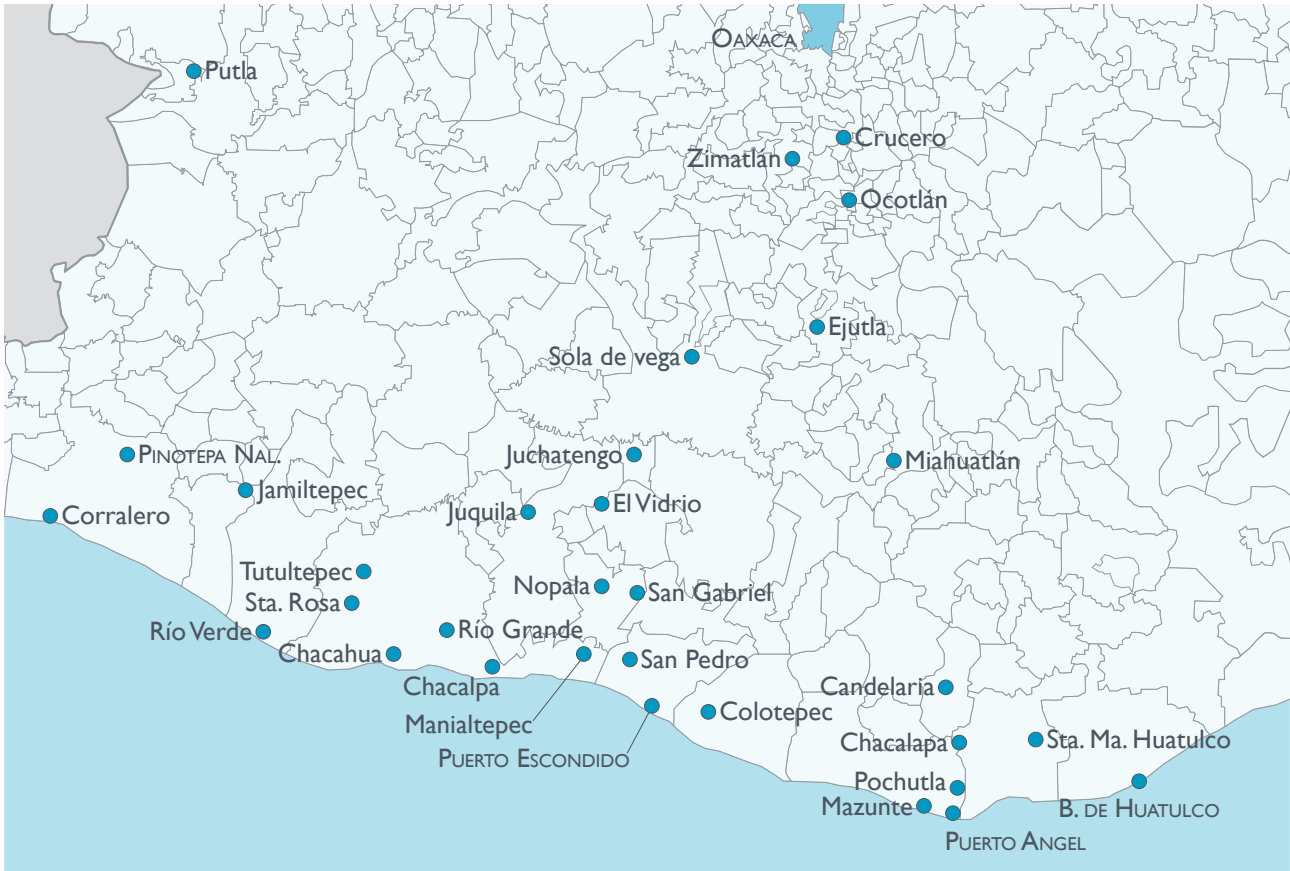 OAXACA
Putla
Crucero
Zimatlán
Ocotlán
Ejutla
Sola de vega
PINOTEPA NAL.
Juchatengo
Miahuatlán
Jamiltepec
El Vidrio
Corralero
Juquila
Tutultepec
Nopala
San Gabriel
Sta. Rosa
Río Verde
Río Grande
Chacahua
San Pedro
Chacalpa
Candelaria
Manialtepec
Colotepec
Chacalapa
Sta. Ma. Huatulco
PUERTO ESCONDIDO
Pochutla
Mazunte
B. DE HUATULCO
PUERTO ANGEL